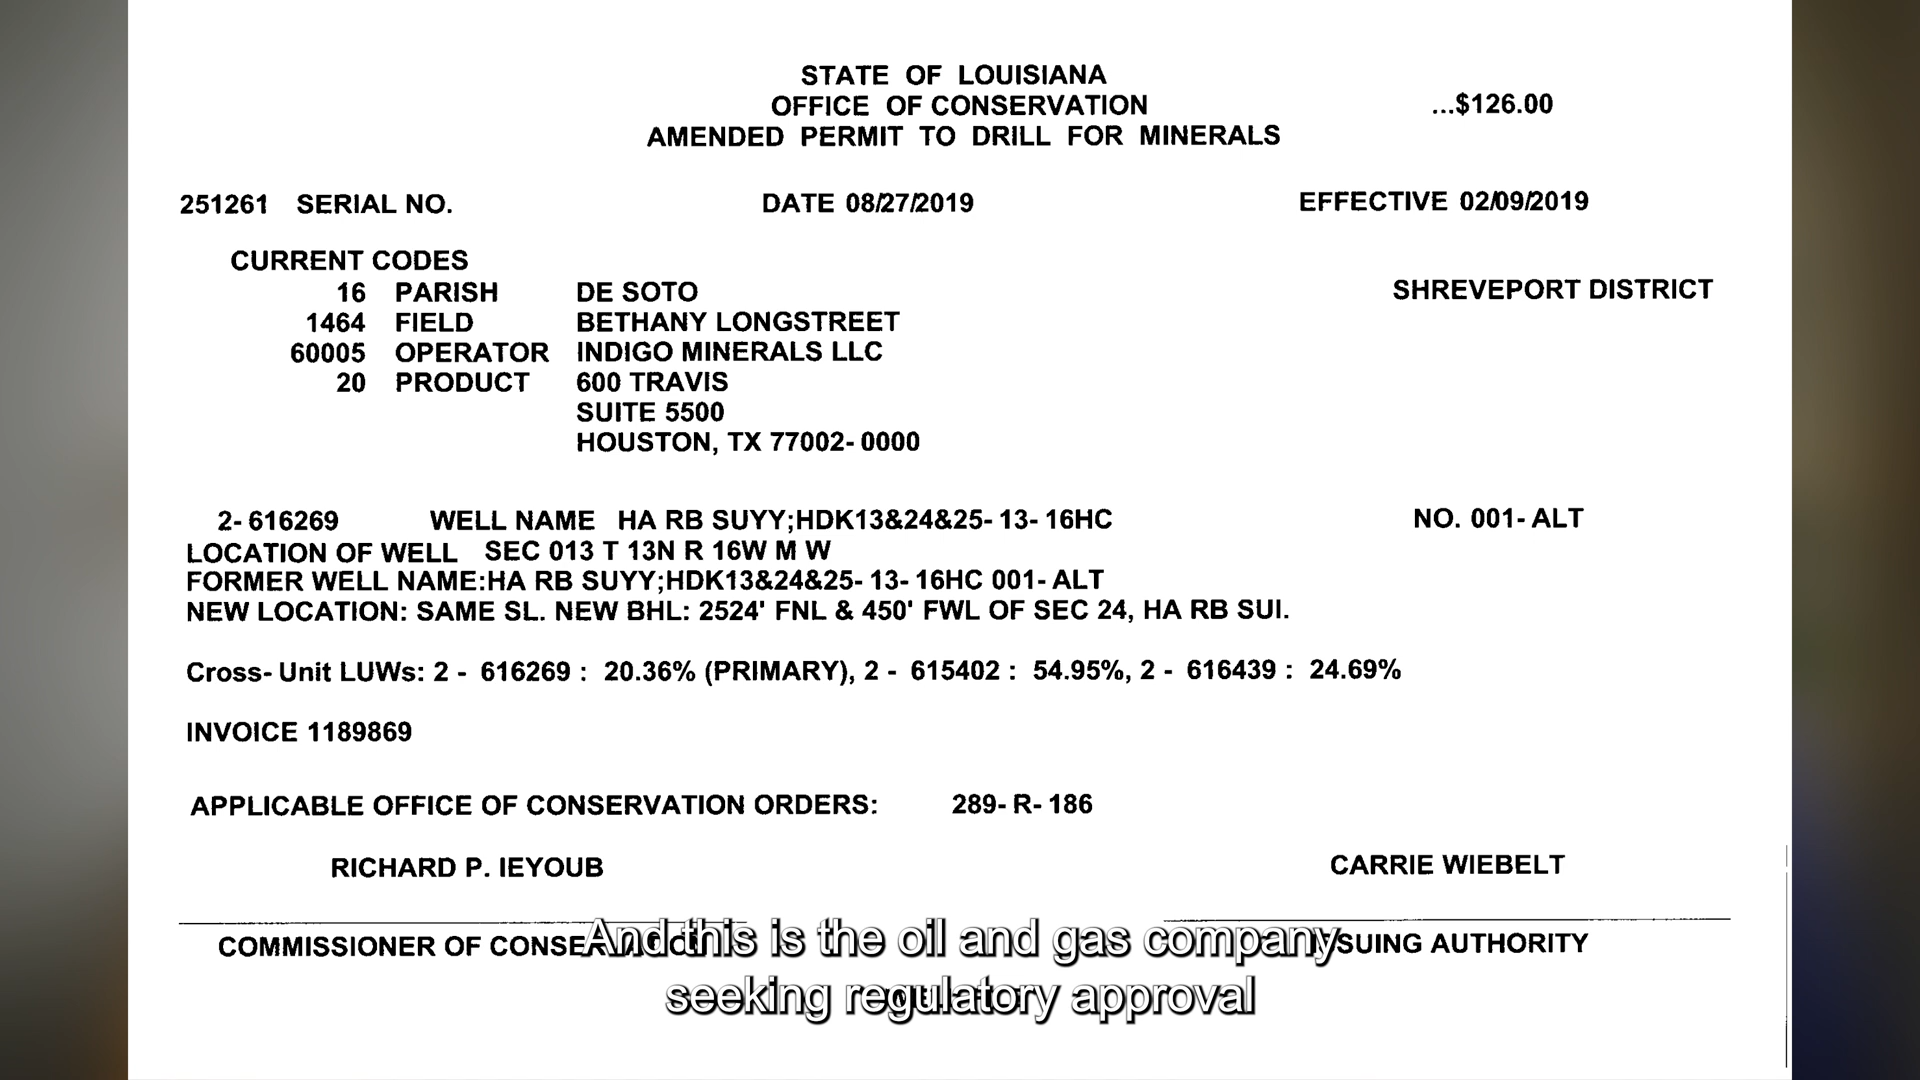 STATE OF LOUISIANA
OFFICE OF CONSERVATION ...$126.00
AMENDED PERMIT TO DRILL FOR MINERALS
251261 SERIAL NO. DATE 08/27/2019 EFFECTIVE 02/09/2019
CURRENT CODES
16 PARISH DE SOTO SHREVEPORT DISTRICT
1464 FIELD BETHANY LONGSTREET
60005 OPERATOR INDIGO MINERALS LLC
20 PRODUCT 600 TRAVIS
SUITE 5500
HOUSTON, TX 77002-0000
2-616269 WELL NAME HA RB SUYY;HDK13&24&25-13-16HC NO. 001-ALT
LOCATION OF WELL SEC 013 T 13N R 16W M W
FORMER WELL NAME:HA RB SUYY;HDK13&24&25-13-16HC 001-ALT
NEW LOCATION: SAME SL. NEW BHL: 2524' FNL & 450' FWL OF SEC 24, HA RB SUI.
Cross-Unit LUWs: 2 - 616269 : 20.36% (PRIMARY), 2 - 615402 : 54.95%, 2 - 616439 : 24.69%
INVOICE 1189869
APPLICABLE OFFICE OF CONSERVATION ORDERS: 289-R-186
RICHARD P. IEYOUB CARRIE WIEBELT
COMMISSIONER OF CONSERVATION ISSUING AUTHORITY
And this is the oil and gas company
seeking regulatory approval